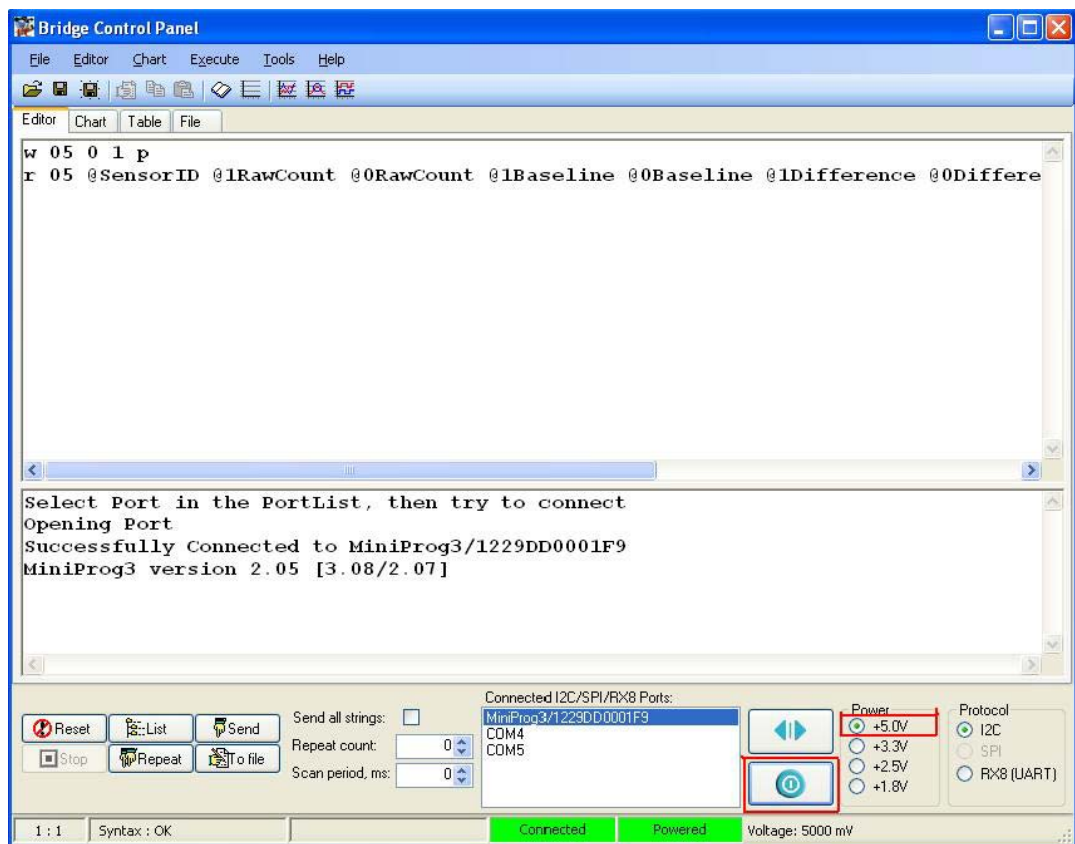 Bridge Control Panel
File Editor Chart Execute Tools Help
Editor Chart Table File
w 05 0 1 p
r 05 @SensorID @1RawCount @0RawCount @1Baseline @0Baseline @1Difference @0Differe
Select Port in the PortList, then try to connect
Opening Port
Successfully Connected to MiniProg3/1229DD0001F9
MiniProg3 version 2.05 [3.08/2.07]
Connected I2C/SPI/RX8 Ports:
Reset List Send
Stop Repeat To file
Send all strings:
Repeat count: 0
Scan period, ms: 0
MiniProg3/1229DD0001F9
COM4
COM5
Power
+5.0V
+3.3V
+2.5V
+1.8V
Protocol
I2C
SPI
RX8 (UART)
1 : 1 Syntax : OK Connected Powered Voltage: 5000 mV